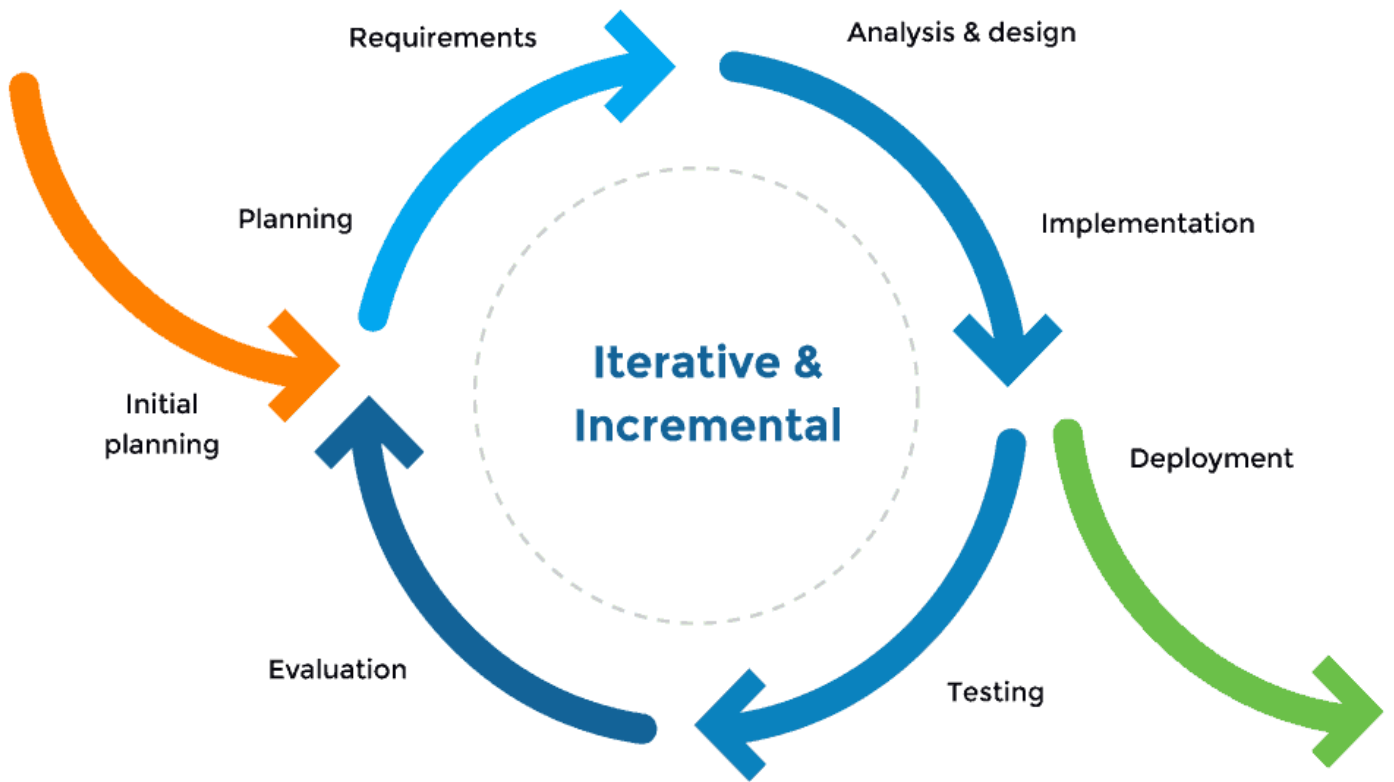 Requirements
Analysis & design
Planning
Implementation
Iterative &
Incremental
Initial
planning
Deployment
Evaluation
Testing